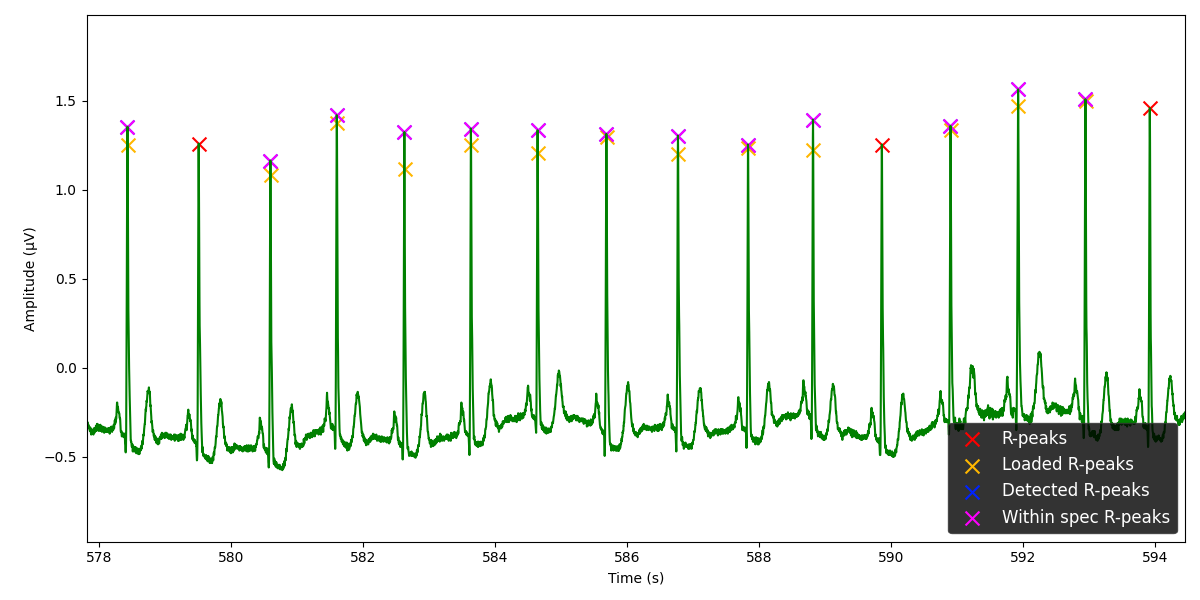 1.5
1.0
0.5
0.0
−0.5
Amplitude (μV)
578 580 582 584 586 588 590 592 594
Time (s)
R-peaks
Loaded R-peaks
Detected R-peaks
Within spec R-peaks